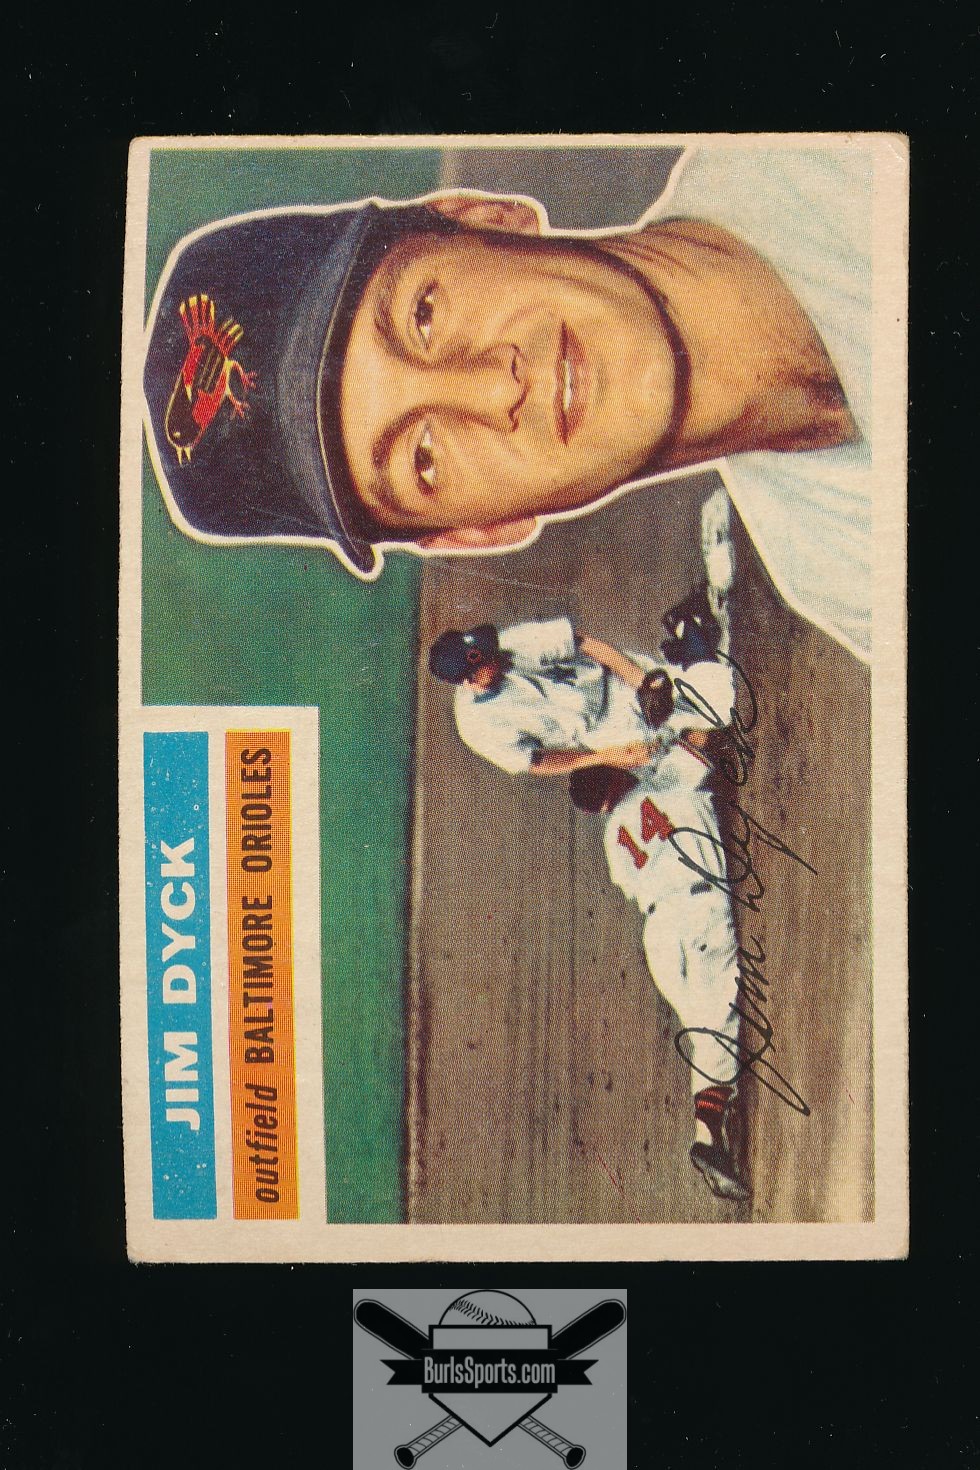 JIM DYCK
outfield BALTIMORE ORIOLES
14
Jim Dyck
BurlsSports.com